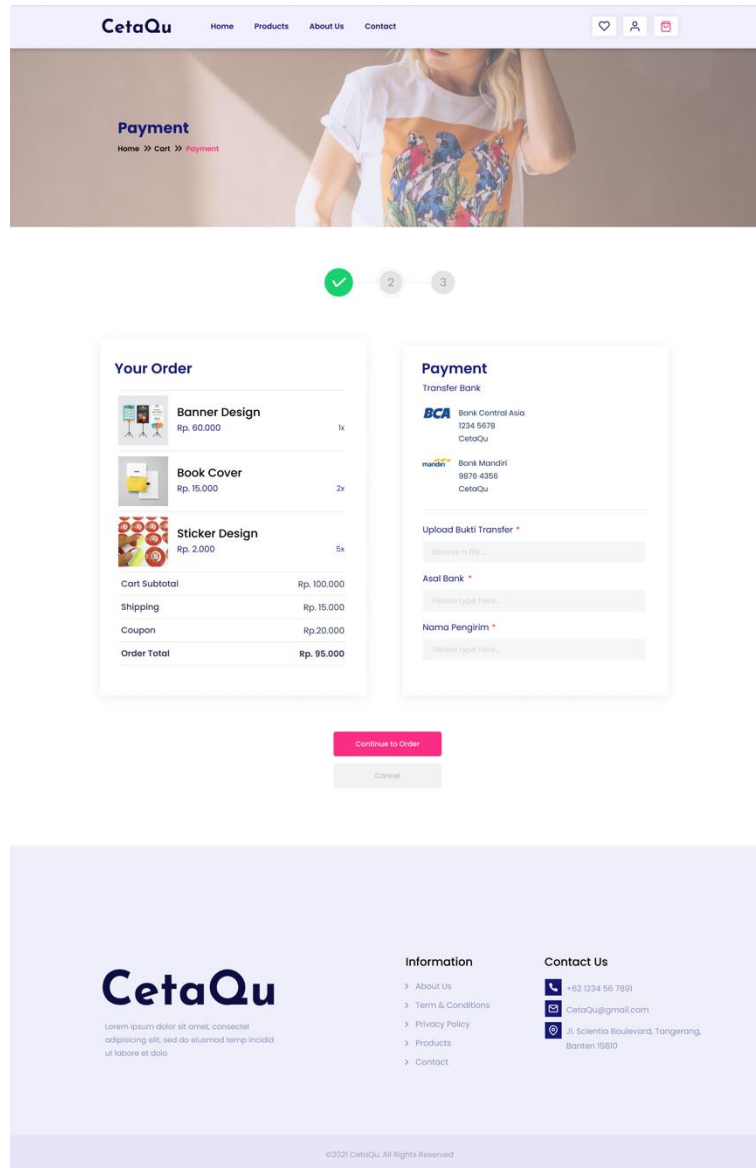 CetaQu
Home Products About Us Contact
Payment
Home >> Cart >> Payment
2 3
Your Order
Banner Design
Rp. 60.000 1x
Book Cover
Rp. 15.000 2x
Sticker Design
Rp. 2.000 5x
Cart Subtotal Rp. 100.000
Shipping Rp. 15.000
Coupon Rp.20.000
Order Total Rp. 95.000
Payment
Transfer Bank
BCA Bank Central Asia
1234 5678
CetaQu
mandiri Bank Mandiri
9876 4356
CetaQu
Upload Bukti Transfer *
Browse a file ...
Asal Bank *
Please type here..
Nama Pengirim *
Please type here..
Continue to Order
Cancel
CetaQu
Lorem ipsum dolor sit amet, consectel
adipisicing elit, sed do eiusmod temp incidid
ut labore et dolo
Information
> About Us
> Term & Conditions
> Privacy Policy
> Products
> Contact
Contact Us
+62 1234 56 7891
CetaQu@gmail.com
Jl. Scientia Boulevard, Tangerang,
Banten 15810
©2021 CetaQu. All Rights Reserved